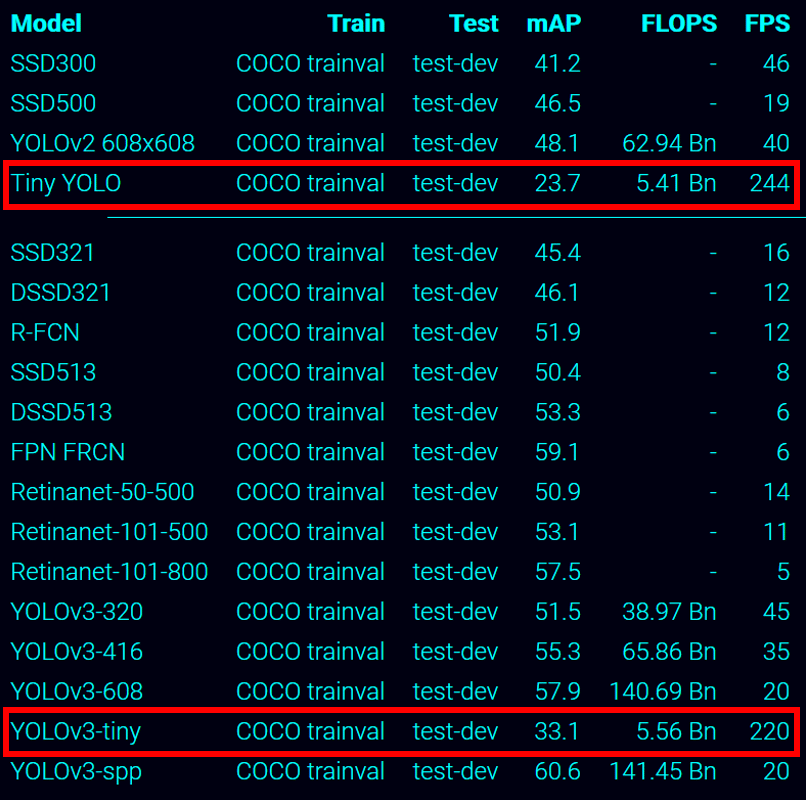 Model Train Test mAP FLOPS FPS
SSD300 COCO trainval test-dev 41.2 - 46
SSD500 COCO trainval test-dev 46.5 - 19
YOLOv2 608x608 COCO trainval test-dev 48.1 62.94 Bn 40
Tiny YOLO COCO trainval test-dev 23.7 5.41 Bn 244
SSD321 COCO trainval test-dev 45.4 - 16
DSSD321 COCO trainval test-dev 46.1 - 12
R-FCN COCO trainval test-dev 51.9 - 12
SSD513 COCO trainval test-dev 50.4 - 8
DSSD513 COCO trainval test-dev 53.3 - 6
FPN FRCN COCO trainval test-dev 59.1 - 6
Retinanet-50-500 COCO trainval test-dev 50.9 - 14
Retinanet-101-500 COCO trainval test-dev 53.1 - 11
Retinanet-101-800 COCO trainval test-dev 57.5 - 5
YOLOv3-320 COCO trainval test-dev 51.5 38.97 Bn 45
YOLOv3-416 COCO trainval test-dev 55.3 65.86 Bn 35
YOLOv3-608 COCO trainval test-dev 57.9 140.69 Bn 20
YOLOv3-tiny COCO trainval test-dev 33.1 5.56 Bn 220
YOLOv3-spp COCO trainval test-dev 60.6 141.45 Bn 20